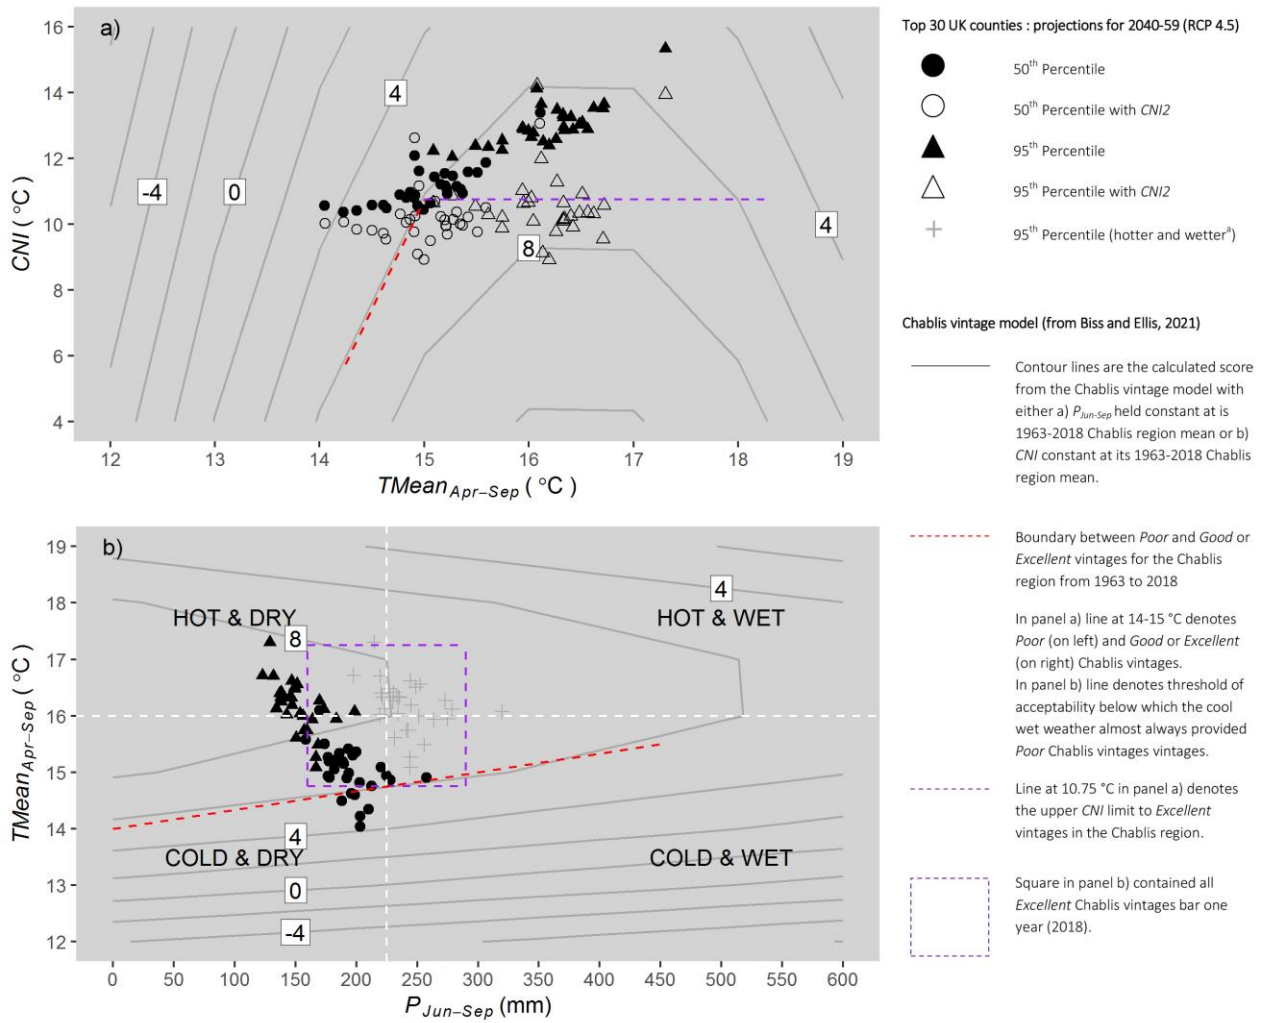 a)
16
14
12
10
8
6
4
CNI (°C)
4
-4
0
4
8
12
13
14
15
16
17
18
19
TMean Apr–Sep (°C)
b)
19
18
17
16
15
14
13
12
TMean Apr–Sep (°C)
HOT & DRY
HOT & WET
COLD & DRY
COLD & WET
4
8
4
0
-4
0
50
100
150
200
250
300
350
400
450
500
550
600
P Jun–Sep (mm)
Top 30 UK counties : projections for 2040-59 (RCP 4.5)
50th Percentile
50th Percentile with CNI2
95th Percentile
95th Percentile with CNI2
95th Percentile (hotter and wetter a)
Chablis vintage model (from Biss and Ellis, 2021)
Contour lines are the calculated score
from the Chablis vintage model with
either a) P Jun-Sep held constant at is
1963-2018 Chablis region mean or b)
CNI constant at its 1963-2018 Chablis
region mean.
Boundary between Poor and Good or
Excellent vintages for the Chablis
region from 1963 to 2018
In panel a) line at 14-15 °C denotes
Poor (on left) and Good or Excellent
(on right) Chablis vintages.
In panel b) line denotes threshold of
acceptability below which the cool
wet weather almost always provided
Poor Chablis vintages vintages.
Line at 10.75 °C in panel a) denotes
the upper CNI limit to Excellent
vintages in the Chablis region.
Square in panel b) contained all
Excellent Chablis vintages bar one
year (2018).